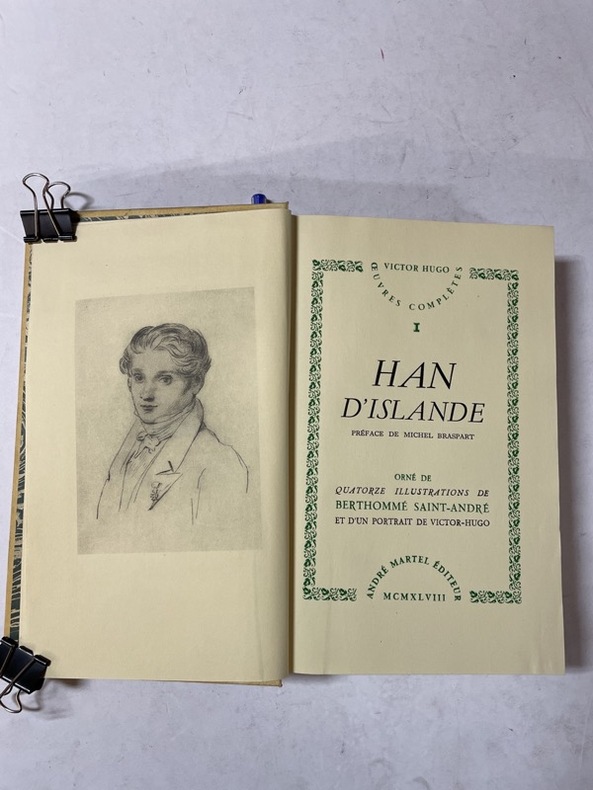 VICTOR HUGO
ŒUVRES COMPLÈTES
I
HAN
D'ISLANDE
PRÉFACE DE MICHEL BRASPART
ORNÉ DE
QUATORZE ILLUSTRATIONS DE
BERTHOMMÉ SAINT-ANDRÉ
ET D'UN PORTRAIT DE VICTOR-HUGO
ANDRÉ MARTEL ÉDITEUR
MCMXLVIII